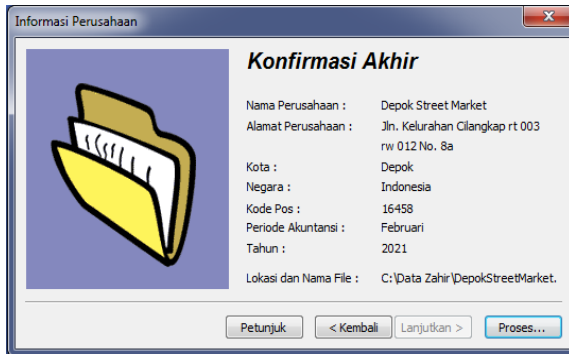 Informasi Perusahaan
Konfirmasi Akhir
Nama Perusahaan : Depok Street Market
Alamat Perusahaan : Jln. Kelurahan Cilangkap rt 003
rw 012 No. 8a
Kota : Depok
Negara : Indonesia
Kode Pos : 16458
Periode Akuntansi : Februari
Tahun : 2021
Lokasi dan Nama File : C:\Data Zahir\DepokStreetMarket.
Petunjuk < Kembali Lanjutkan > Proses...